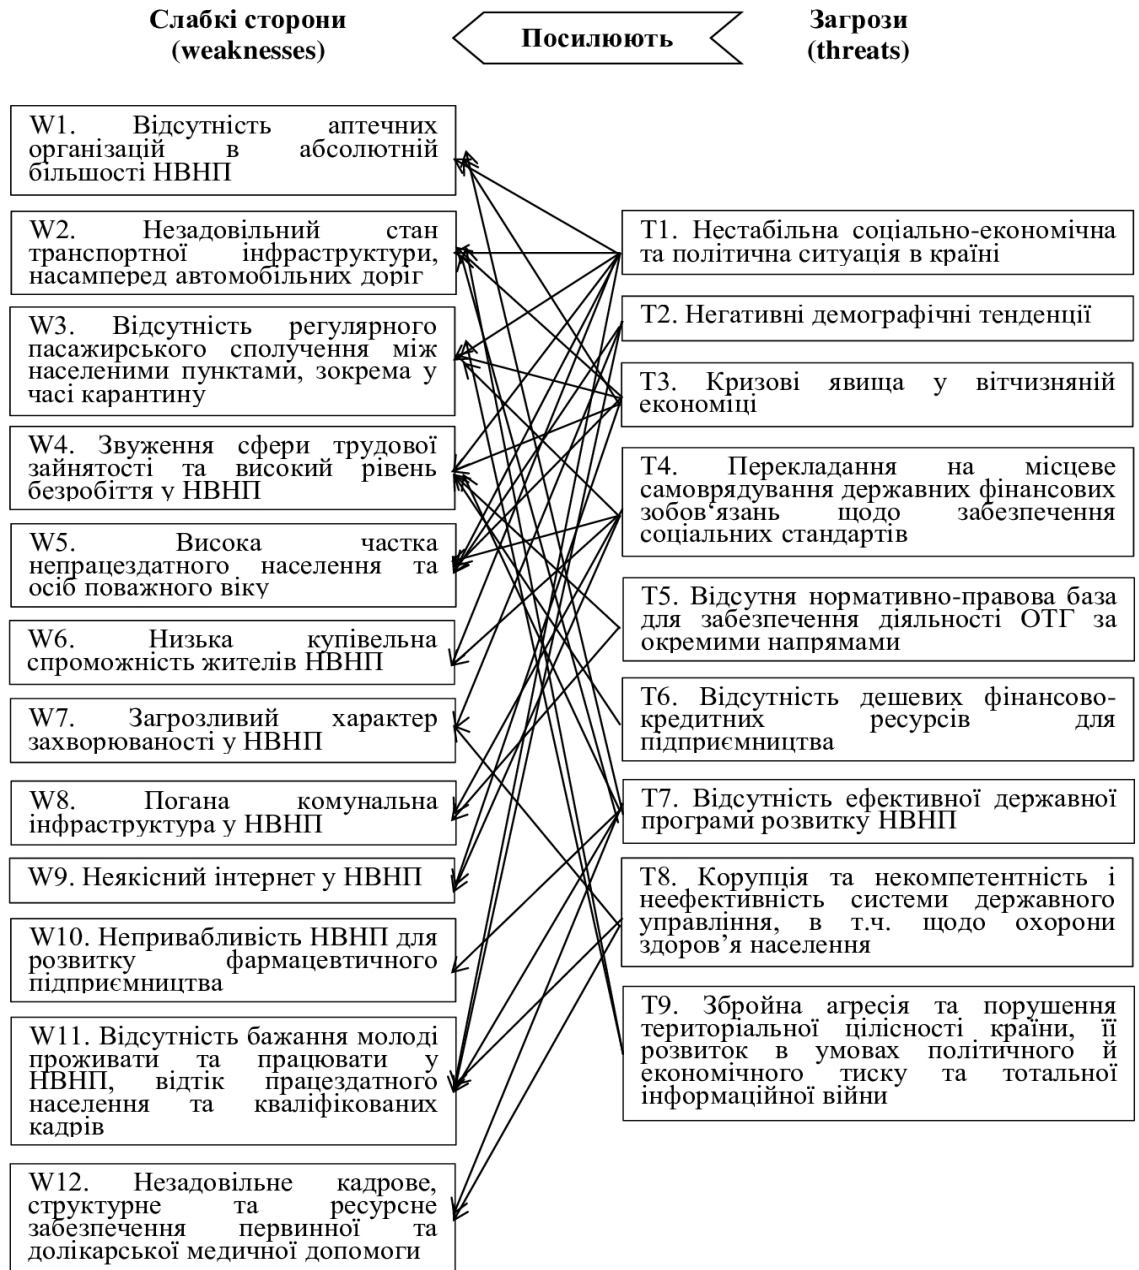 Слабкі сторони
(weaknesses)
Посилюють
Загрози
(threats)
W1. Відсутність аптечних
організацій в абсолютній
більшості НВНП
W2. Незадовільний стан
транспортної інфраструктури,
насамперед автомобільних доріг
W3. Відсутність регулярного
пасажирського сполучення між
населеними пунктами, зокрема у
часі карантину
W4. Звуження сфери трудової
зайнятості та високий рівень
безробіття у НВНП
W5. Висока частка
непрацездатного населення та
осіб поважного віку
W6. Низька купівельна
спроможність жителів НВНП
W7. Загрозливий характер
захворюваності у НВНП
W8. Погана комунальна
інфраструктура у НВНП
W9. Неякісний інтернет у НВНП
W10. Непривабливість НВНП для
розвитку фармацевтичного
підприємництва
W11. Відсутність бажання молоді
проживати та працювати у
НВНП, відтік працездатного
населення та кваліфікованих
кадрів
W12. Незадовільне кадрове,
структурне та ресурсне
забезпечення первинної та
долікарської медичної допомоги
T1. Нестабільна соціально-економічна
та політична ситуація в країні
T2. Негативні демографічні тенденції
T3. Кризові явища у вітчизняній
економіці
T4. Перекладання на місцеве
самоврядування державних фінансових
зобов‘язань щодо забезпечення
соціальних стандартів
T5. Відсутня нормативно-правова база
для забезпечення діяльності ОТГ за
окремими напрямами
T6. Відсутність дешевих фінансово-
кредитних ресурсів для
підприємництва
T7. Відсутність ефективної державної
програми розвитку НВНП
T8. Корупція та некомпетентність і
неефективність системи державного
управління, в т.ч. щодо охорони
здоров’я населення
T9. Збройна агресія та порушення
територіальної цілісності країни, її
розвиток в умовах політичного й
економічного тиску та тотальної
інформаційної війни